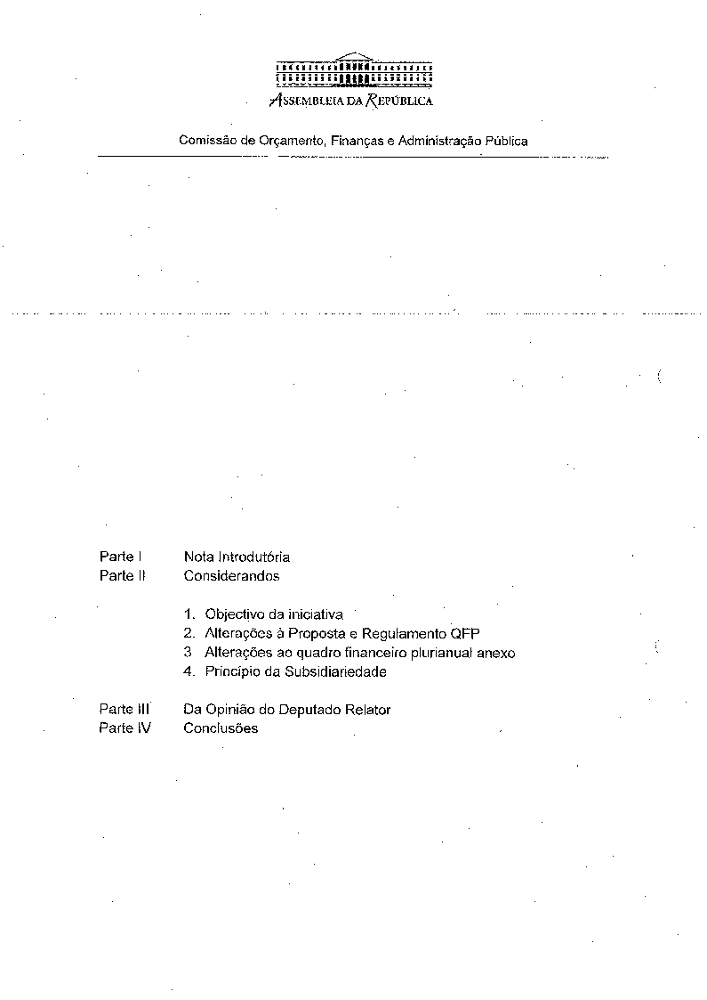 ASSEMBLEIA DA REPÚBLICA
Comissão de Orçamento, Finanças e Administração Pública
Parte I Nota Introdutória
Parte II Considerandos
1. Objectivo da iniciativa
2. Alterações à Proposta e Regulamento QFP
3 Alterações ao quadro financeiro plurianual anexo
4. Princípio da Subsidiariedade
Parte III Da Opinião do Deputado Relator
Parte IV Conclusões